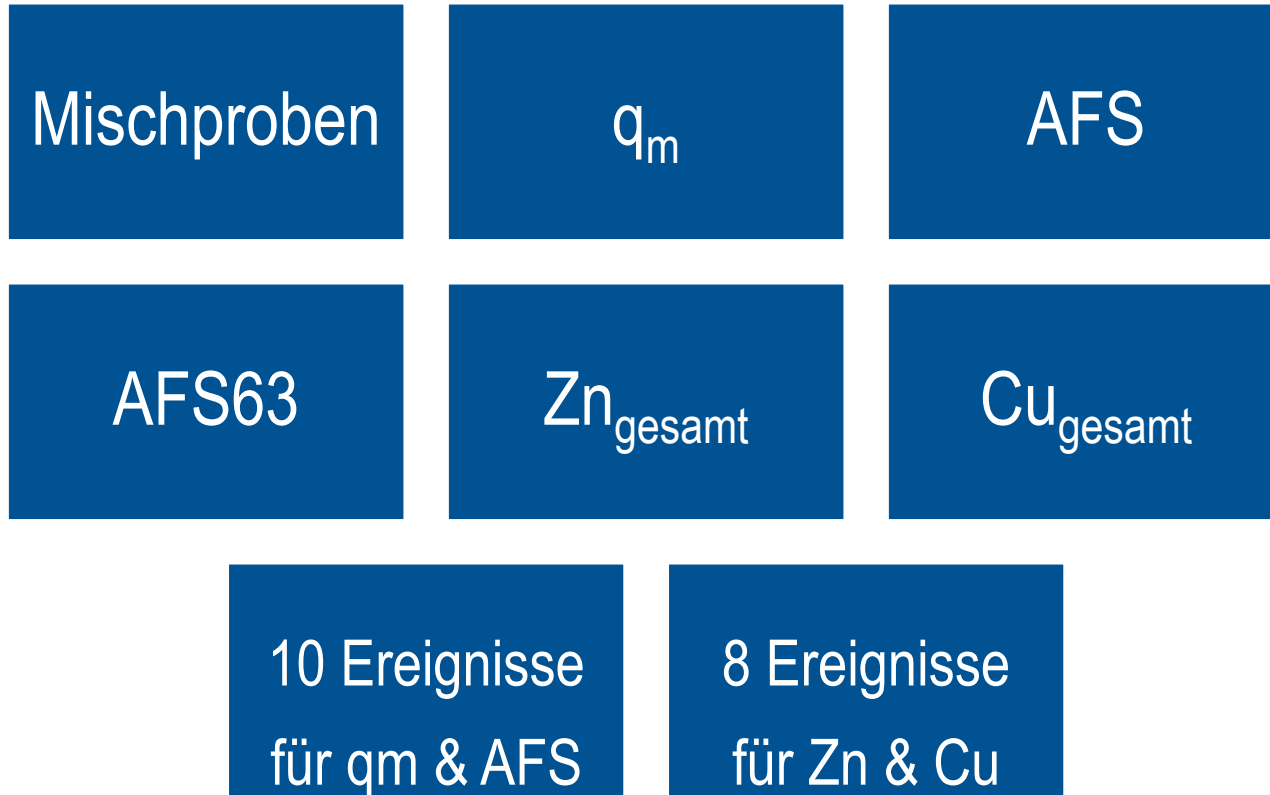 Mischproben
qm
AFS
AFS63
Zngesamt
Cugesamt
10 Ereignisse
für qm & AFS
8 Ereignisse
für Zn & Cu